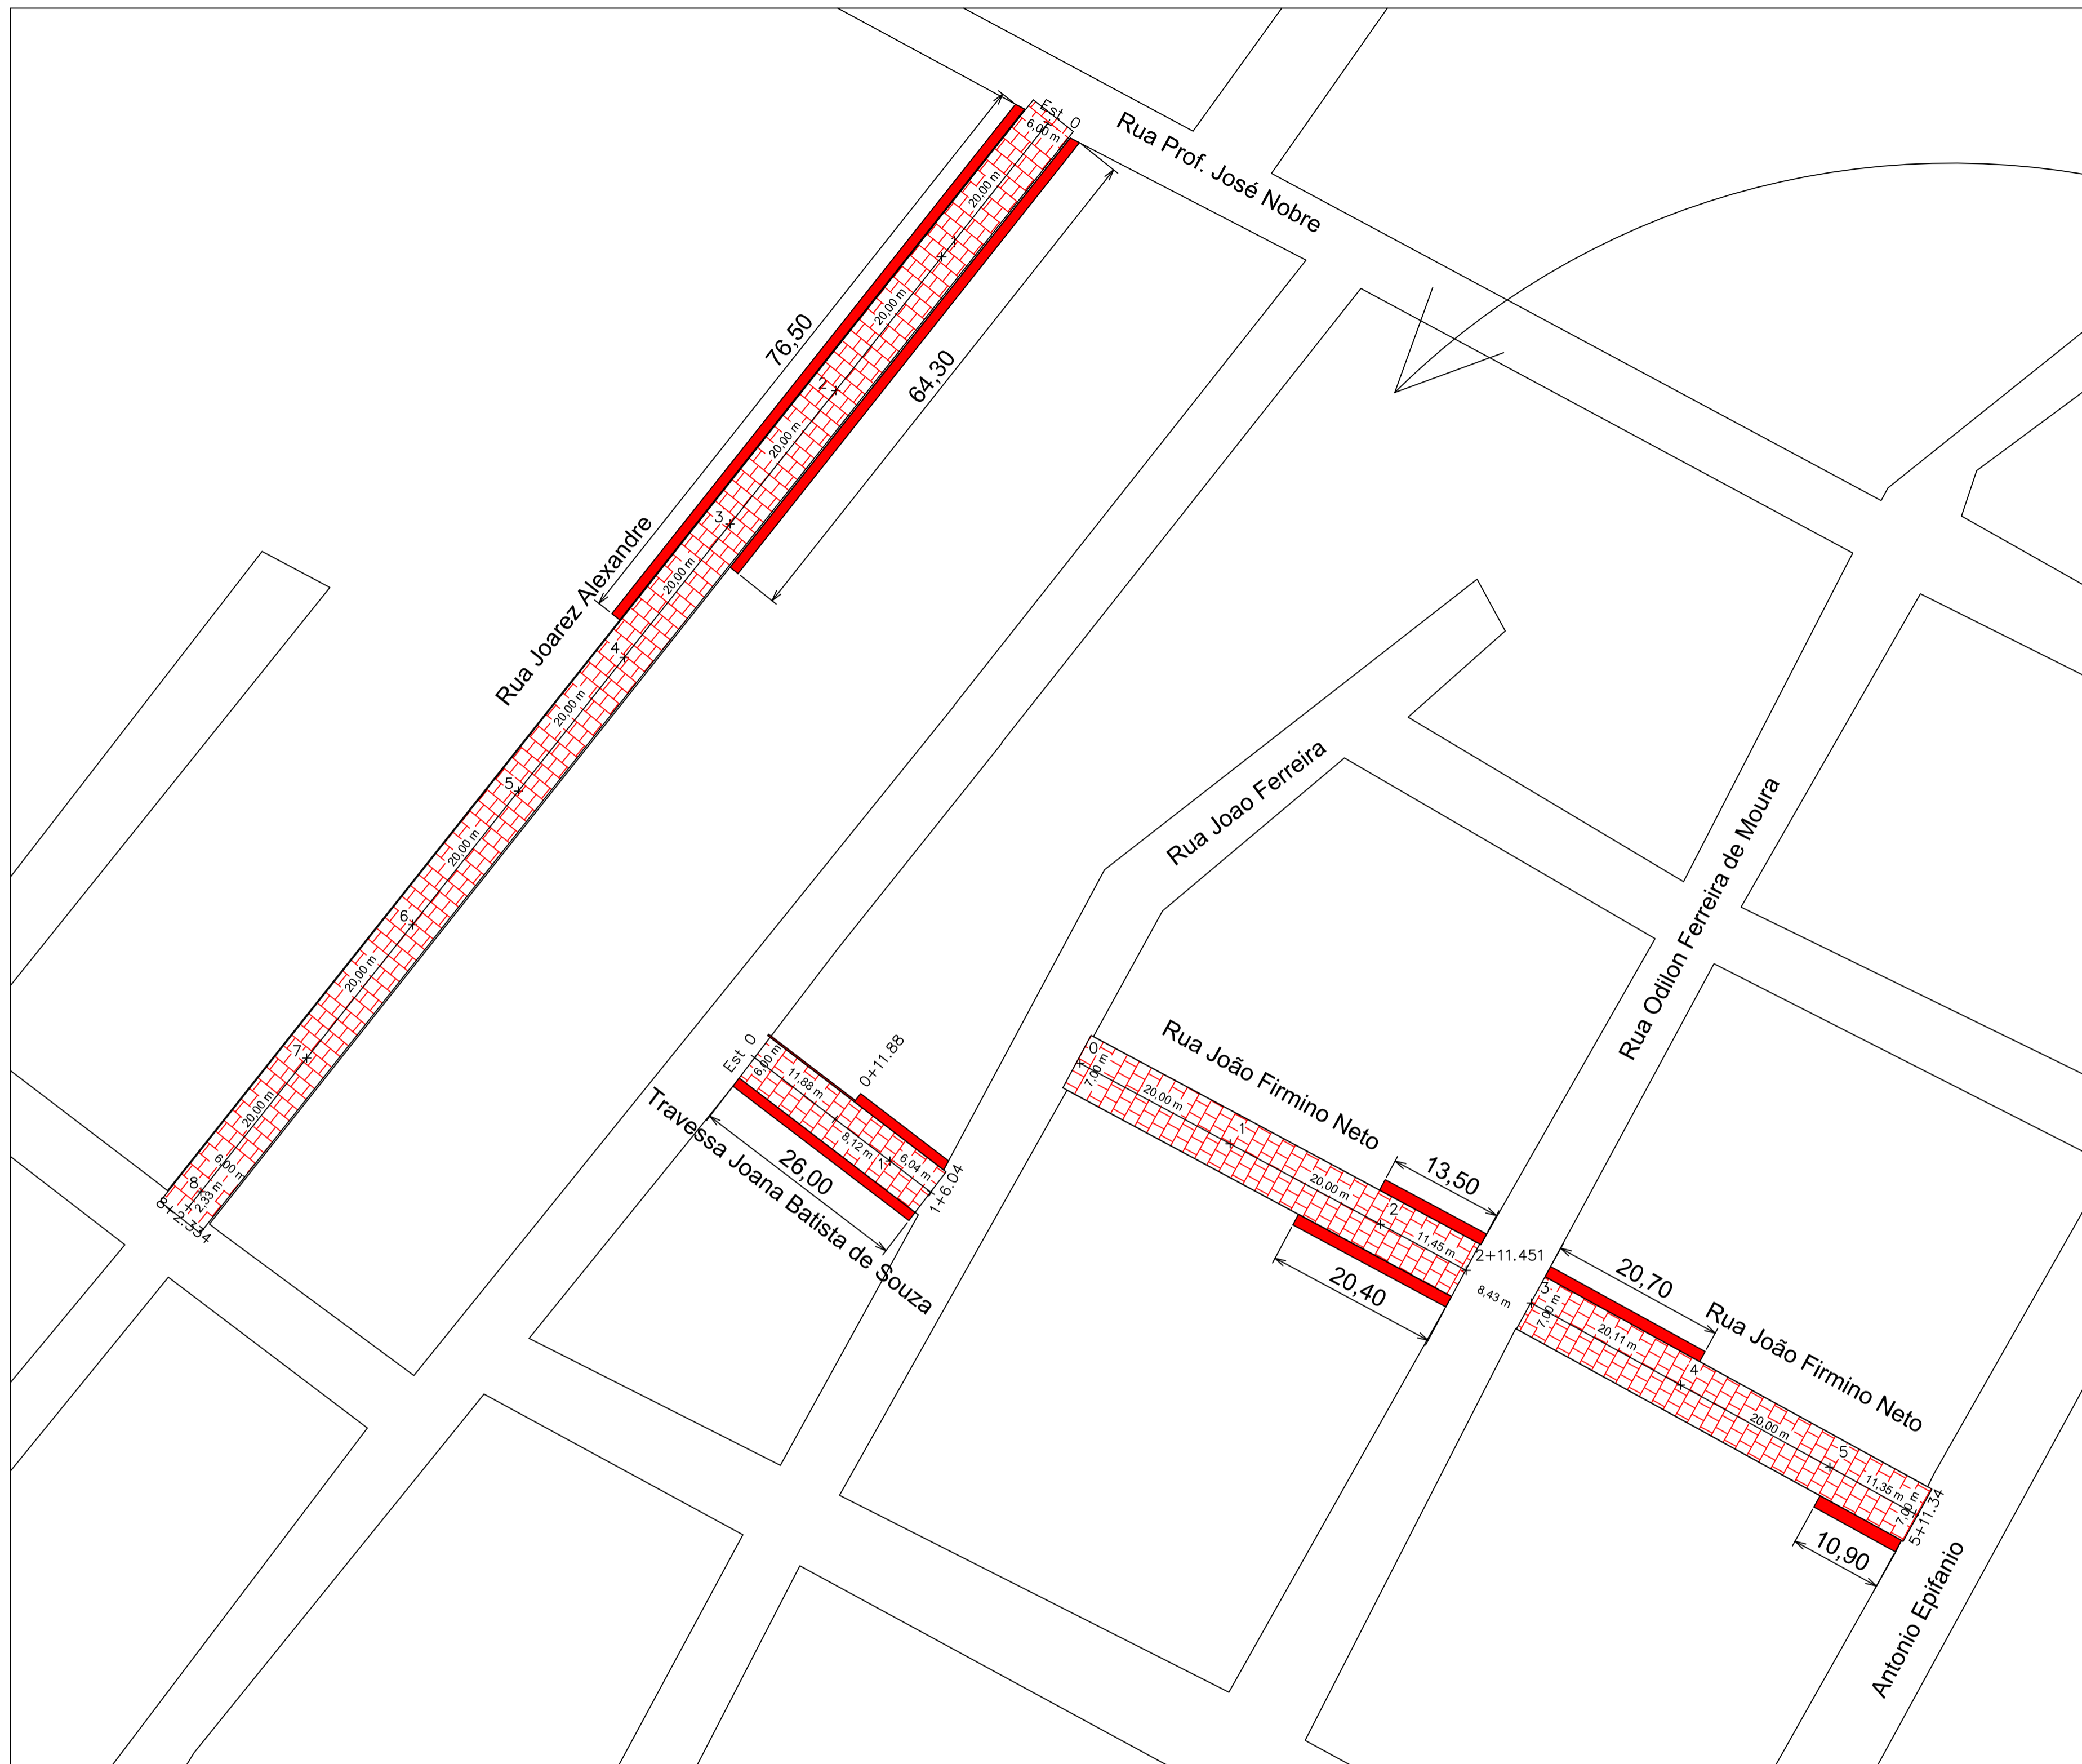 Est 0
6,00 m
Rua Prof. José Nobre
20,00 m
1
20,00 m
76,50
64,30
2
20,00 m
3
Rua Joarez Alexandre
20,00 m
4
20,00 m
5
20,00 m
6
20,00 m
7
20,00 m
6,00 m
8
2,33 m
8+2.334
Rua Joao Ferreira
Rua Odilon Ferreira de Moura
Est 0
6,00 m
11,88 m
0+11.88
8,12 m
1
6,04 m
1+6.04
26,00
Travessa Joana Batista de Souza
0
7,00 m
20,00 m
Rua João Firmino Neto
1
20,00 m
13,50
2
11,45 m
2+11.451
20,40
8,43 m
3
7,00 m
20,70
20,11 m
Rua João Firmino Neto
4
20,00 m
5
11,35 m
7,00 m
5+11.34
10,90
Antonio Epifanio